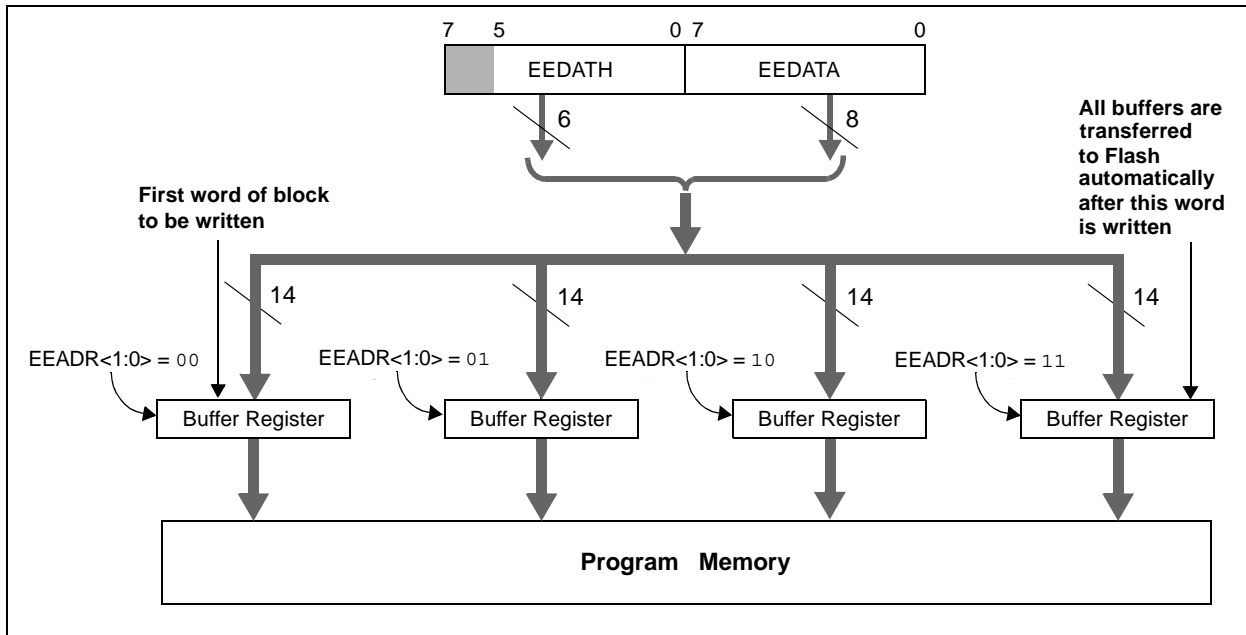 7 5 0 7 0
EEDATH EEDATA
6 8
All buffers are
transferred
to Flash
automatically
after this word
is written
First word of block
to be written
14 14 14 14
EEADR<1:0> = 00 EEADR<1:0> = 01 EEADR<1:0> = 10 EEADR<1:0> = 11
Buffer Register Buffer Register Buffer Register Buffer Register
Program Memory